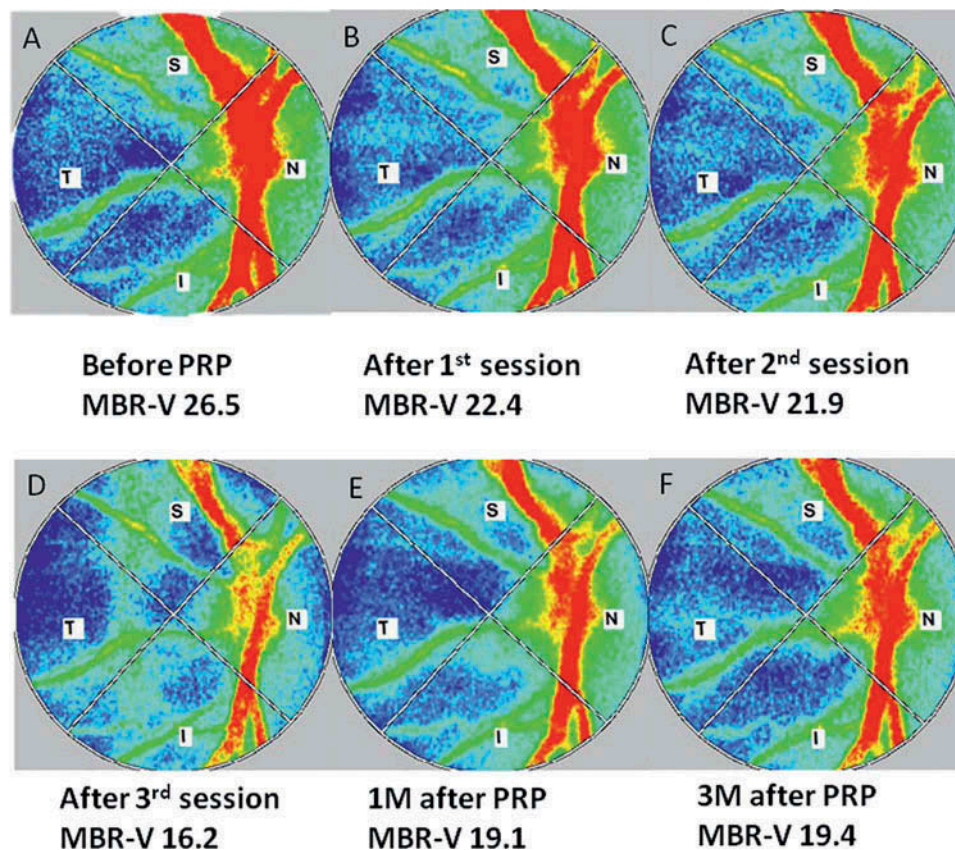 A
S
T
N
I
B
S
T
N
I
C
S
T
N
I
Before PRP
MBR-V 26.5
After 1st session
MBR-V 22.4
After 2nd session
MBR-V 21.9
D
S
T
N
I
E
S
T
N
I
F
S
T
N
I
After 3rd session
MBR-V 16.2
1M after PRP
MBR-V 19.1
3M after PRP
MBR-V 19.4